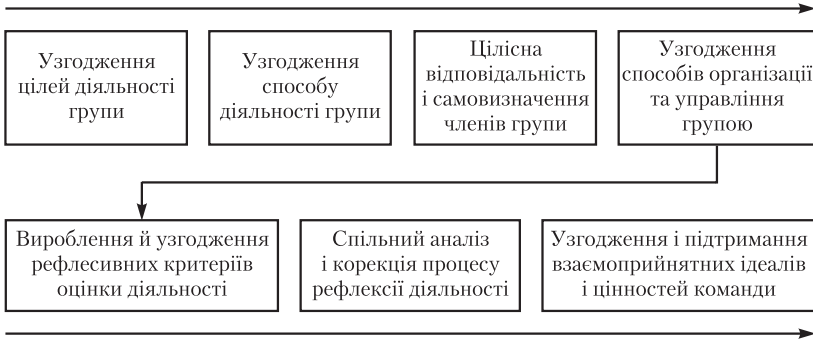 Узгодження
цілей діяльності
групи
Узгодження
способу
діяльності групи
Цілісна
відповідальність
і самовизначення
членів групи
Узгодження
способів організації
та управління
групою
Вироблення й узгодження
рефлесивних критеріїв
оцінки діяльності
Спільний аналіз
і корекція процесу
рефлексії діяльності
Узгодження і підтримання
взаємоприйнятних ідеалів
і цінностей команди